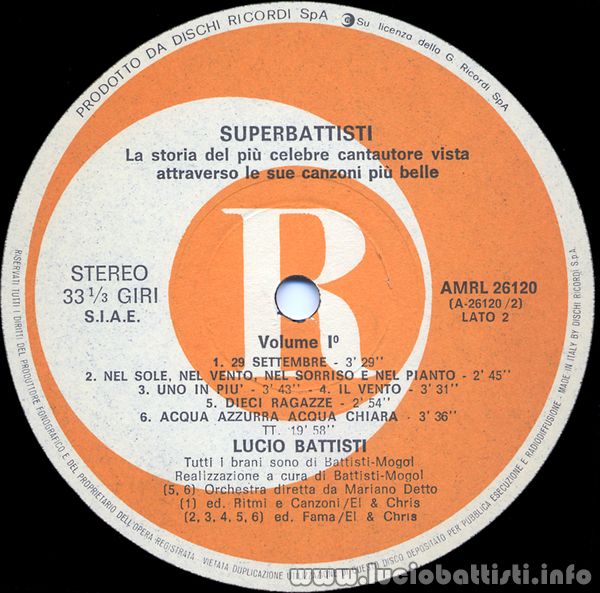 PRODOTTO DA DISCHI RICORDI SpA Su licenza della G. Ricordi SpA
SUPERBATTISTI
La storia del più celebre cantautore vista
attraverso le sue canzoni più belle
R
STEREO
33 1/3 GIRI
S.I.A.E.
AMRL 26120
(A-26120/2)
LATO 2
Volume Iº
1. 29 SETTEMBRE - 3'29''
2. NEL SOLE, NEL VENTO, NEL SORRISO E NEL PIANTO - 2'45''
3. UNO IN PIU' - 3'43'' - 4. IL VENTO - 3'31''
5. DIECI RAGAZZE - 2'54''
6. ACQUA AZZURRA ACQUA CHIARA - 3'36''
TT. 19'58''
LUCIO BATTISTI
Tutti i brani sono di Battisti-Mogol
Realizzazione a cura di Battisti-Mogol
(5, 6) Orchestra diretta da Mariano Detto
(1) ed. Ritmi e Canzoni/El & Chris
(2, 3, 4, 5, 6) ed. Fama/El & Chris
RISERVATI TUTTI I DIRITTI DEL PRODUTTORE FONOGRAFICO E DEL PROPRIETARIO DELL'OPERA REGISTRATA. VIETATA DUPLICAZIONE QUESTO DISCO DEPOSITATO PER PUBBLICA ESECUZIONE E RADIODIFFUSIONE - MADE IN ITALY BY DISCHI RICORDI S.p.A.
www.luciobattisti.info